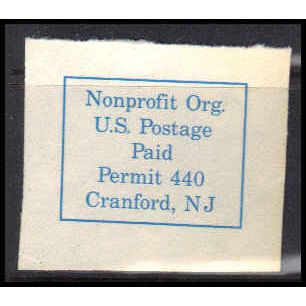 Nonprofit Org.
U.S. Postage
Paid
Permit 440
Cranford, NJ